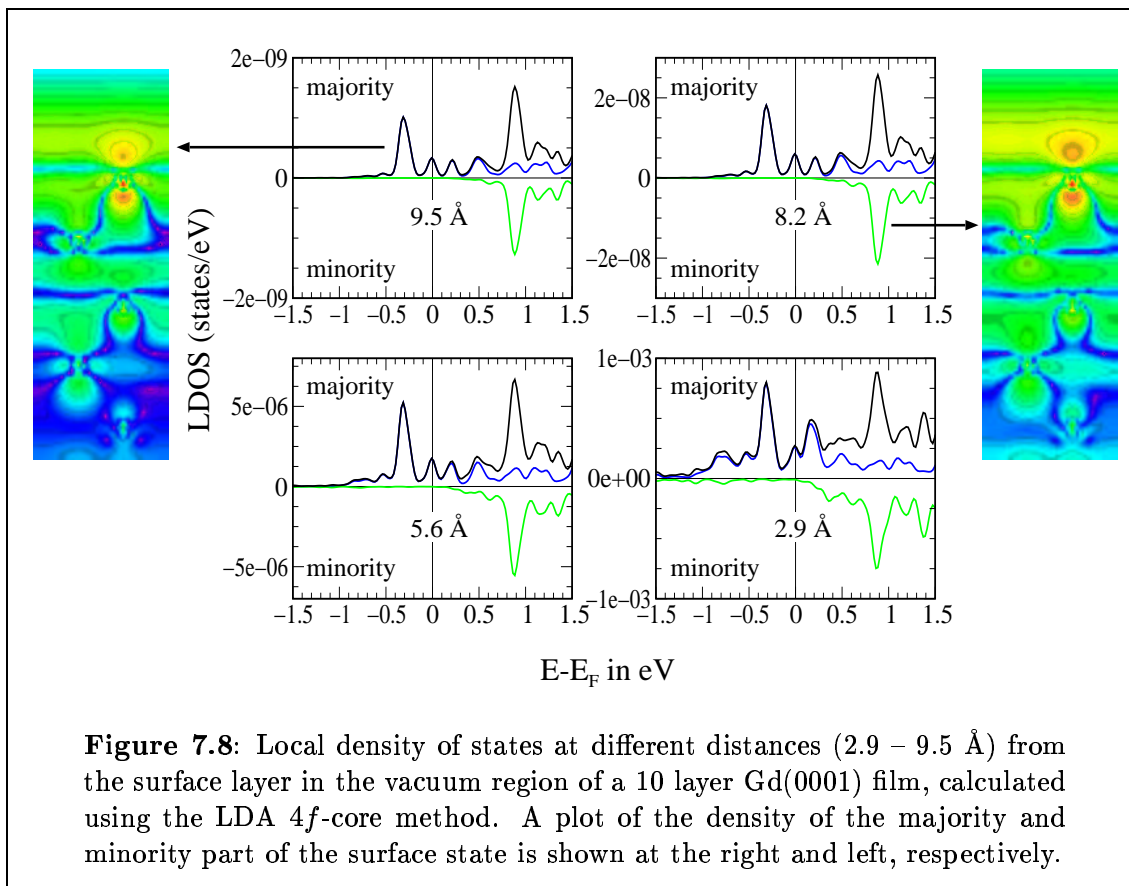 2e−09
majority
0
9.5 Å
minority
−2e−09
−1.5 −1 −0.5 0 0.5 1 1.5
2e−08
majority
0
8.2 Å
−2e−08
minority
−1.5 −1 −0.5 0 0.5 1 1.5
LDOS (states/eV)
majority
5e−06
0
5.6 Å
−5e−06
minority
−1.5 −1 −0.5 0 0.5 1 1.5
1e−03
majority
0e+00
2.9 Å
minority
−1e−03
−1.5 −1 −0.5 0 0.5 1 1.5
E-E_F in eV
Figure 7.8: Local density of states at different distances (2.9 – 9.5 Å) from
the surface layer in the vacuum region of a 10 layer Gd(0001) film, calculated
using the LDA 4f-core method. A plot of the density of the majority and
minority part of the surface state is shown at the right and left, respectively.